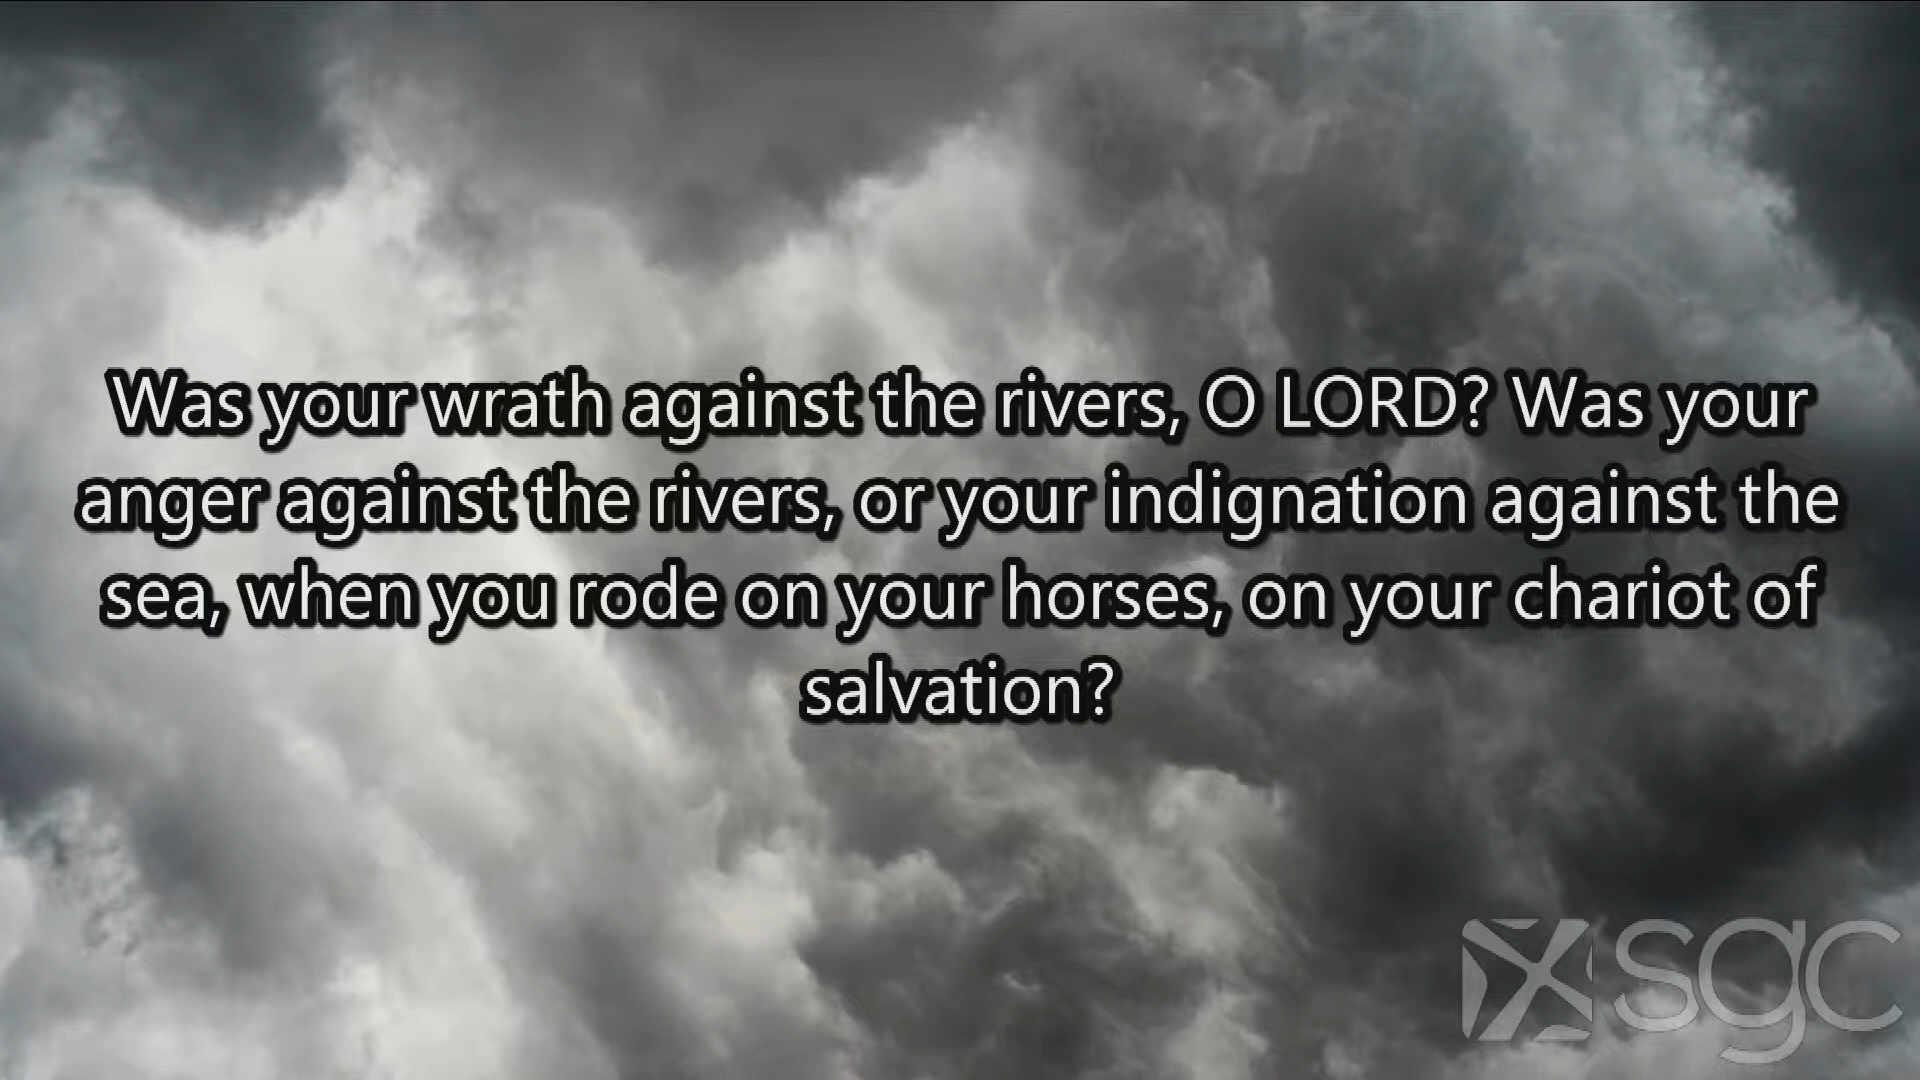 Was your wrath against the rivers, O LORD? Was your
anger against the rivers, or your indignation against the
sea, when you rode on your horses, on your chariot of
salvation?
sgc